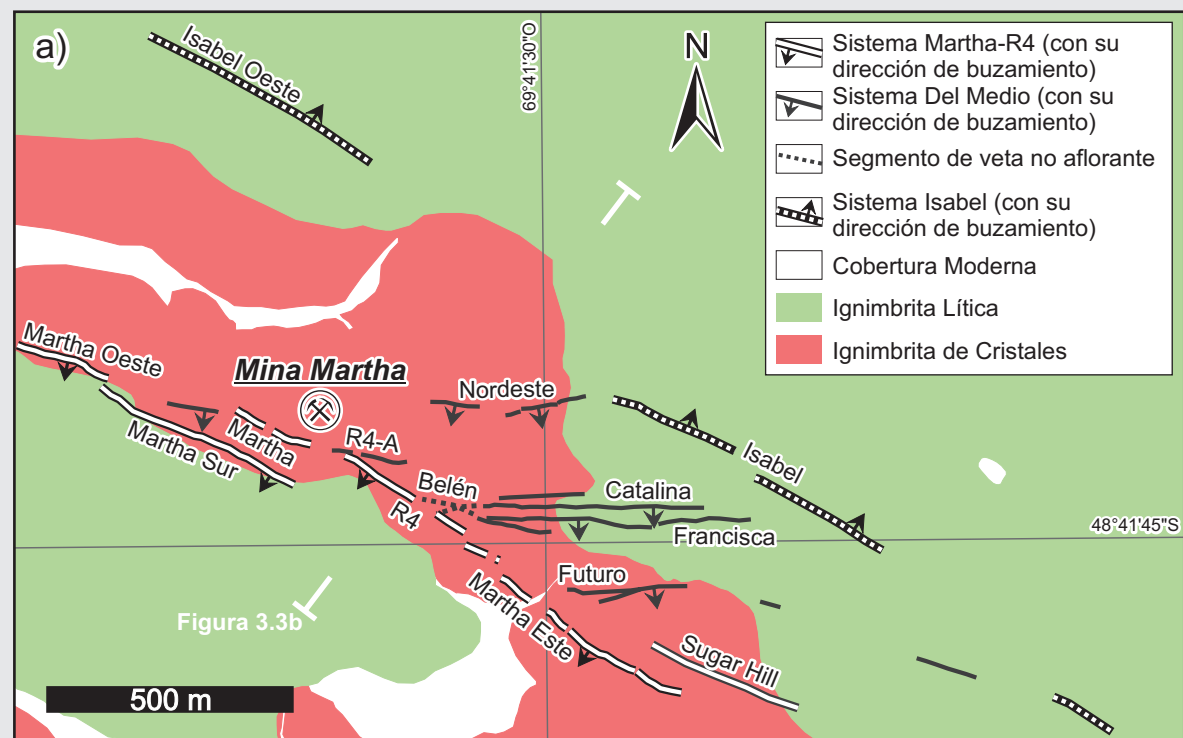 a)
Isabel Oeste
69°41'30"O
N
Sistema Martha-R4 (con su
dirección de buzamiento)
Sistema Del Medio (con su
dirección de buzamiento)
Segmento de veta no aflorante
Sistema Isabel (con su
dirección de buzamiento)
Cobertura Moderna
Ignimbrita Lítica
Ignimbrita de Cristales
Martha Oeste
Mina Martha
Nordeste
Martha Sur
Martha
R4-A
Isabel
Belén
Catalina
R4
Francisca
48°41'45"S
Futuro
Martha Este
Figura 3.3b
Sugar Hill
500 m